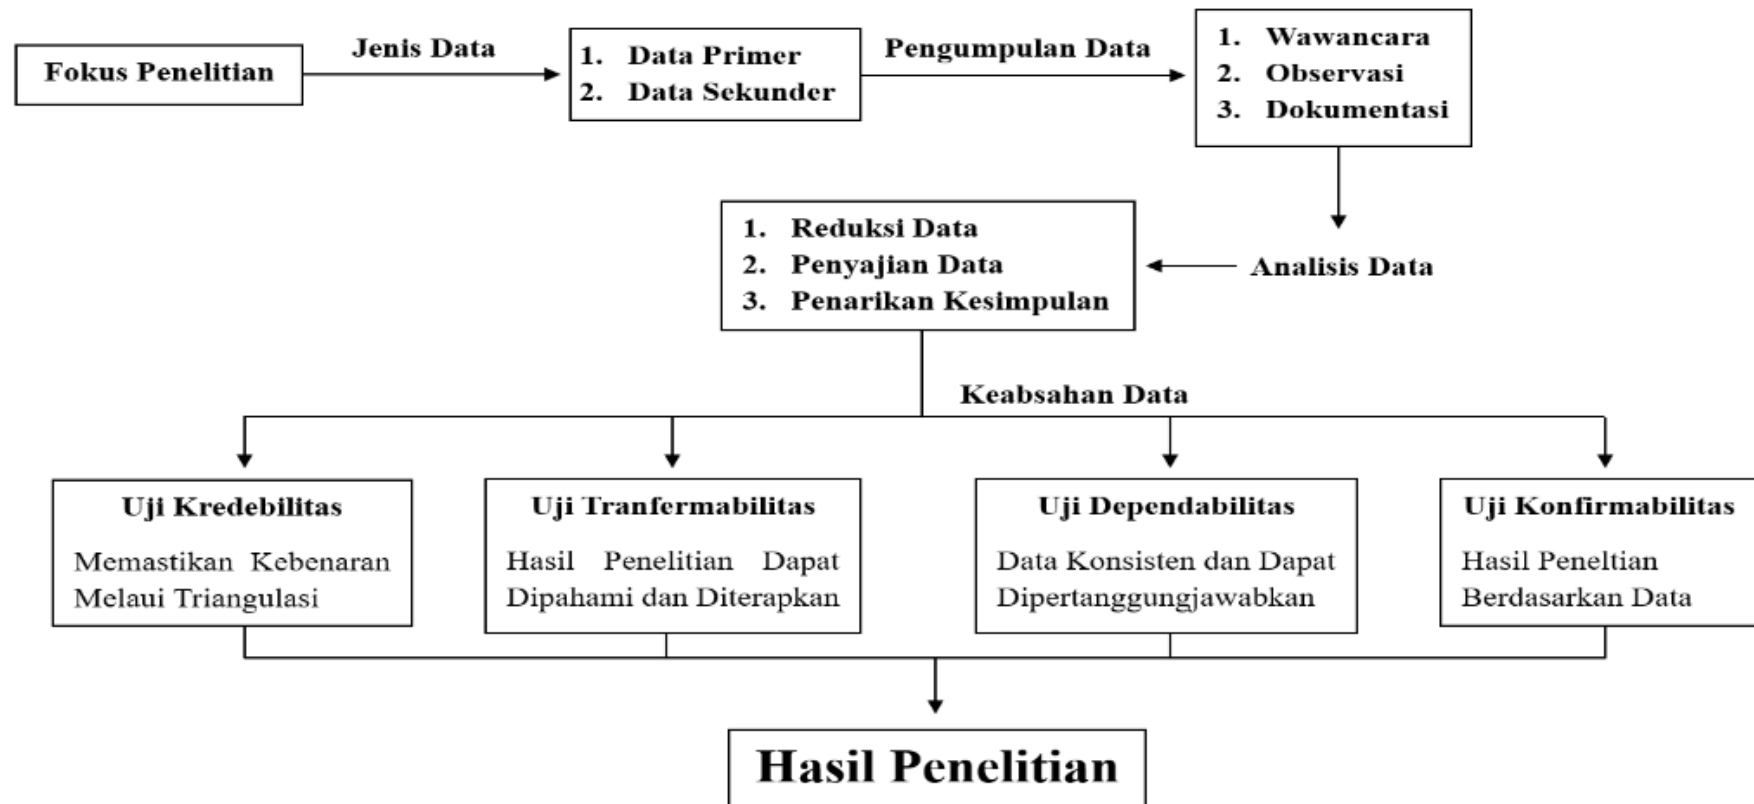 Fokus Penelitian
Jenis Data
1. Data Primer
2. Data Sekunder
Pengumpulan Data
1. Wawancara
2. Observasi
3. Dokumentasi
Analisis Data
1. Reduksi Data
2. Penyajian Data
3. Penarikan Kesimpulan
Keabsahan Data
Uji Kredebilitas
Memastikan Kebenaran
Melaui Triangulasi
Uji Tranfermabilitas
Hasil Penelitian Dapat
Dipahami dan Diterapkan
Uji Dependabilitas
Data Konsisten dan Dapat
Dipertanggungjawabkan
Uji Konfirmabilitas
Hasil Peneltian
Berdasarkan Data
Hasil Penelitian